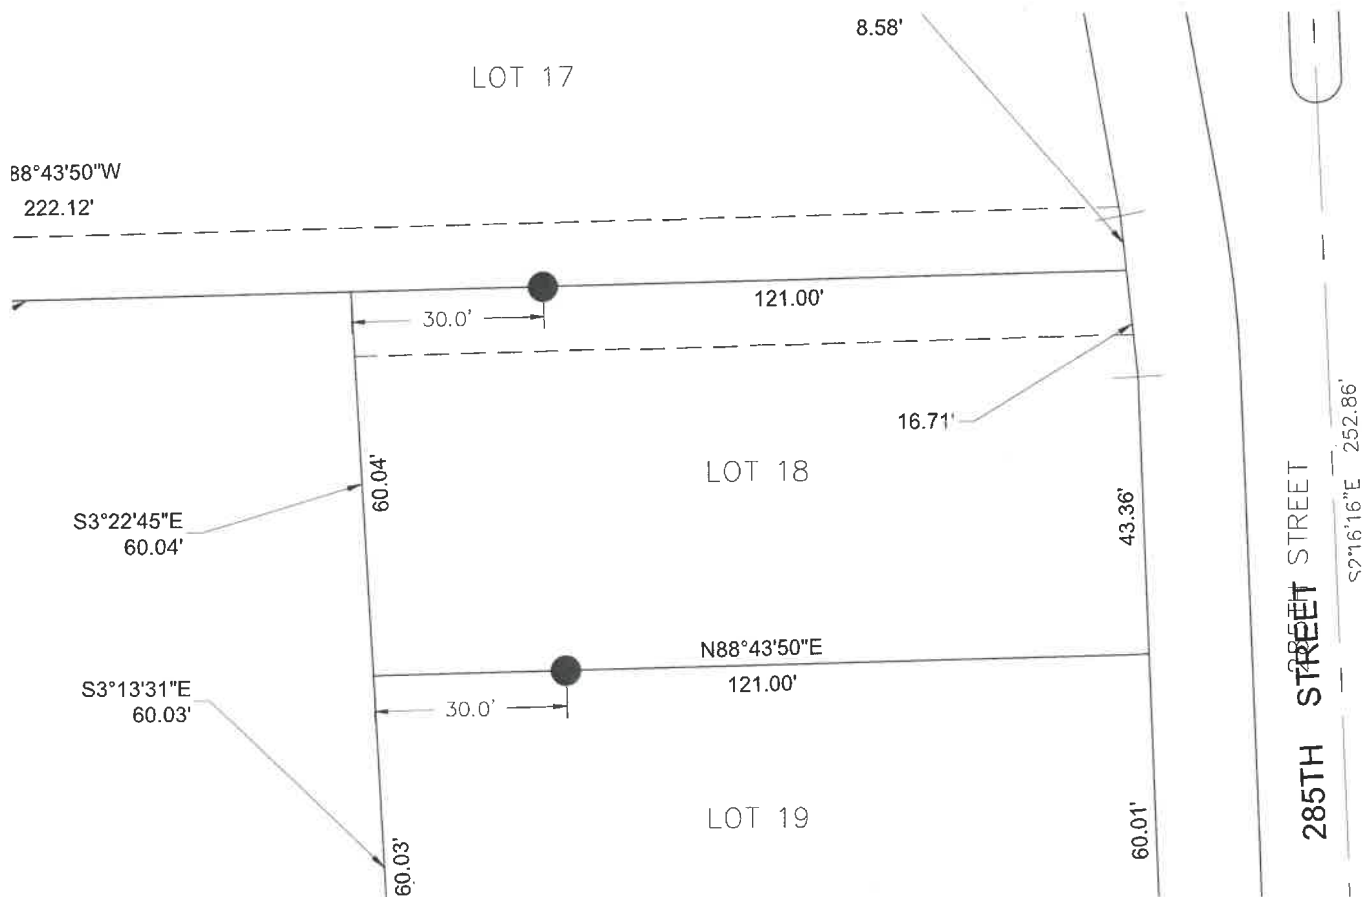 8.58'
LOT 17
88°43'50"W
222.12'
121.00'
30.0'
16.71'
LOT 18
60.04'
43.36'
S3°22'45"E
60.04'
N88°43'50"E
121.00'
30.0'
S3°13'31"E
60.03'
LOT 19
60.03'
60.01'
285TH STREET
285TH STREET
S2°16'16"E 252.86'